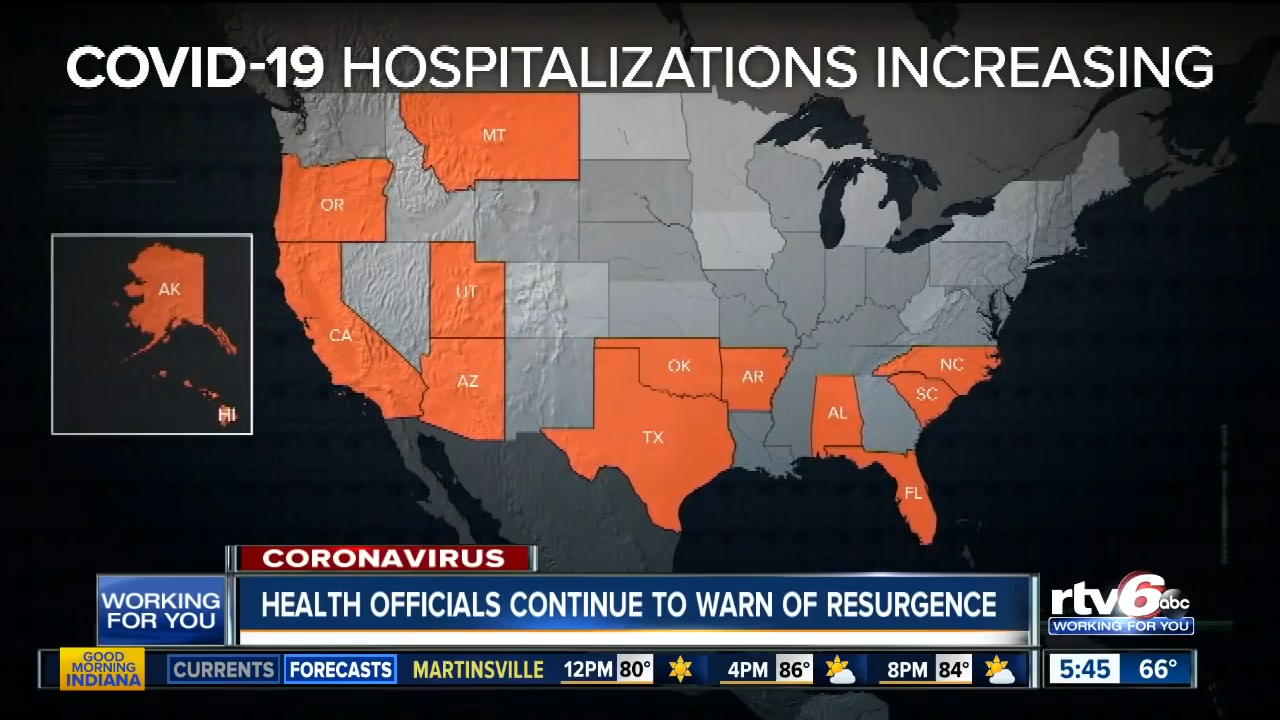 COVID-19 HOSPITALIZATIONS INCREASING
MT
OR
AK
UT
CA
OK
NC
AZ
AR
SC
HI
AL
TX
FL
CORONAVIRUS
WORKING
FOR YOU
HEALTH OFFICIALS CONTINUE TO WARN OF RESURGENCE
rtv6 abc
WORKING FOR YOU
GOOD
MORNING
INDIANA
CURRENTS FORECASTS MARTINSVILLE 12PM 80° 4PM 86° 8PM 84° 5:45 66°